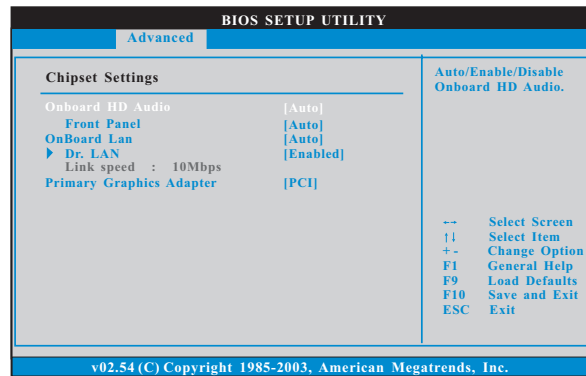 BIOS SETUP UTILITY
Advanced
Chipset Settings
Onboard HD Audio [Auto]
Front Panel [Auto]
OnBoard Lan [Auto]
Dr. LAN [Enabled]
Link speed : 10Mbps
Primary Graphics Adapter [PCI]
Auto/Enable/Disable
Onboard HD Audio.
←→ Select Screen
↑↓ Select Item
+ - Change Option
F1 General Help
F9 Load Defaults
F10 Save and Exit
ESC Exit
v02.54 (C) Copyright 1985-2003, American Megatrends, Inc.